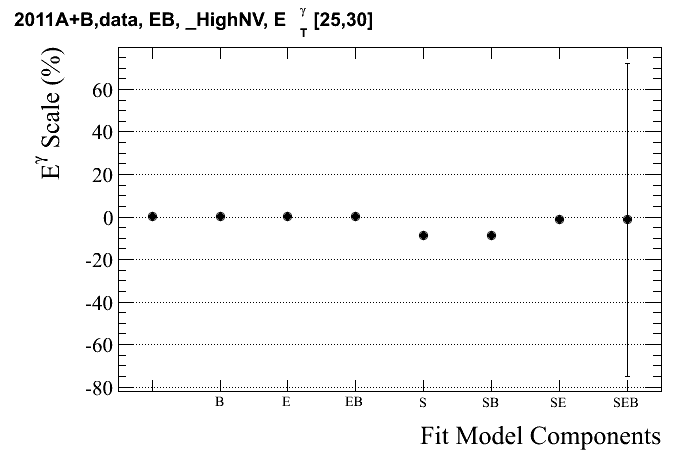 2011A+B,data, EB, _HighNV, E γ T [25,30]
E γ Scale (%)
60
40
20
0
-20
-40
-60
-80
B E EB S SB SE SEB
Fit Model Components